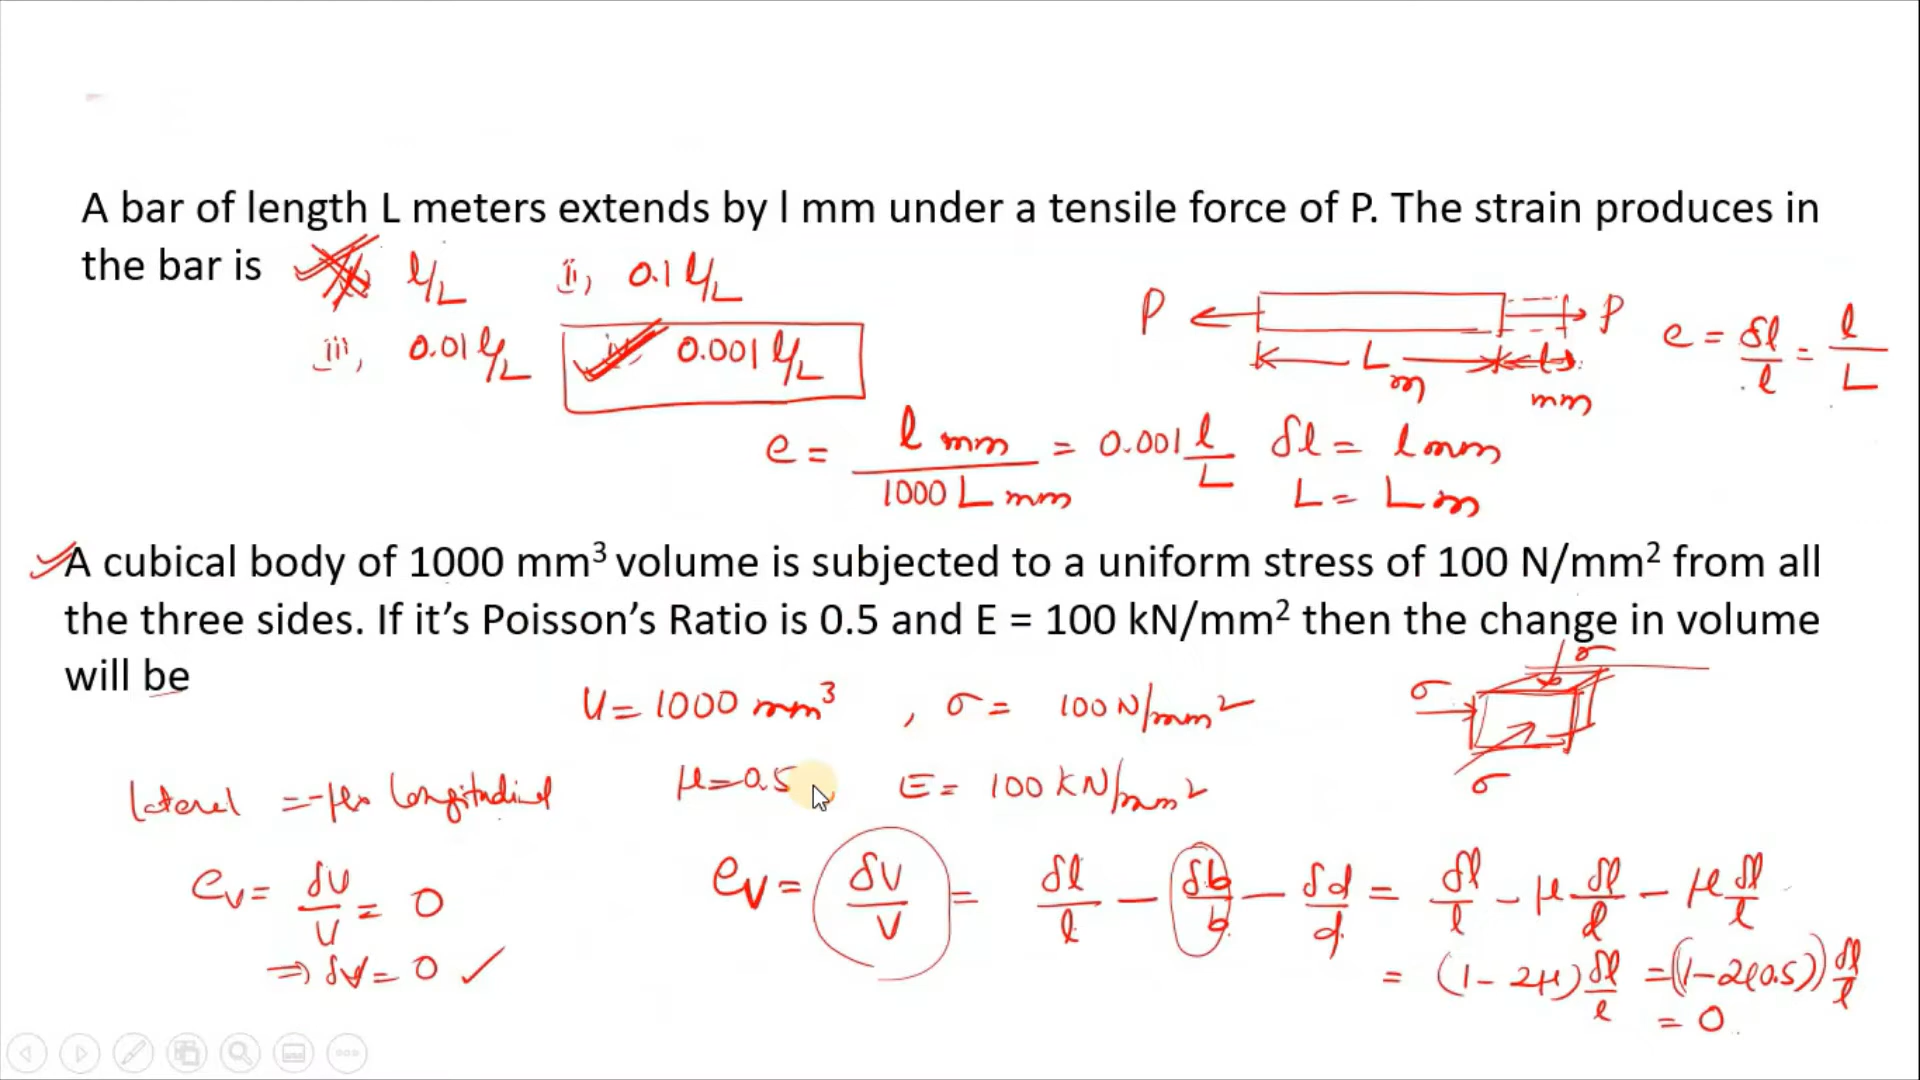 A bar of length L meters extends by l mm under a tensile force of P. The strain produces in
the bar is
l/L ii, 0.1 l/L
iii, 0.01 l/L 0.001 l/L
P P
L m l mm
e = δl/l = l/L
e = l mm / 1000 L mm = 0.001 l/L
δl = l mm
L = L m
A cubical body of 1000 mm³ volume is subjected to a uniform stress of 100 N/mm² from all
the three sides. If it’s Poisson’s Ratio is 0.5 and E = 100 kN/mm² then the change in volume
will be
V = 1000 mm³, σ = 100 N/mm²
σ σ
σ
μ = 0.5, E = 100 kN/mm²
lateral = -μ× longitudinal
e_v = δV/V = δl/l - δb/b - δd/d = δl/l - μ δl/l - μ δl/l
= (1 - 2μ) δl/l = (1 - 2(0.5)) δl/l
= 0
e_v = δV/V = 0
⇒ δV = 0 ✓